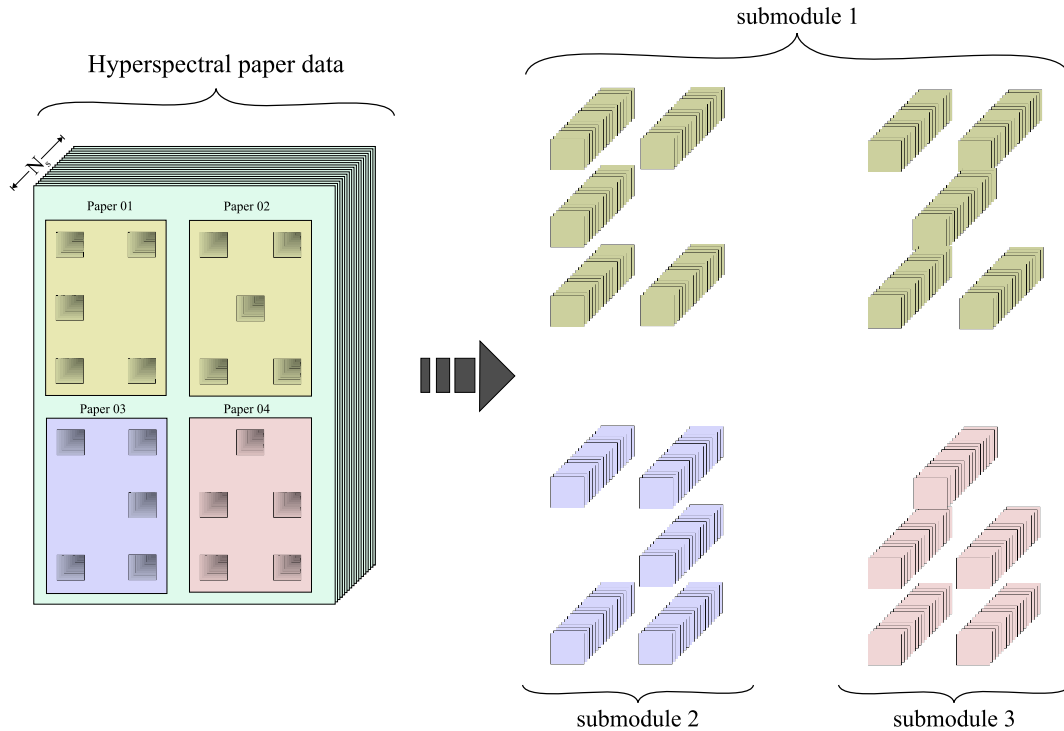 submodule 1
Hyperspectral paper data
Ns
Paper 01
Paper 02
Paper 03
Paper 04
submodule 2
submodule 3